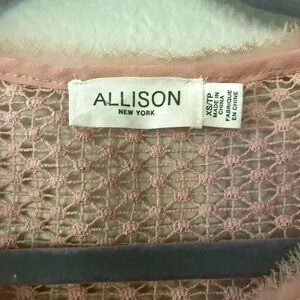 ALLISON
NEW YORK
XS/TP
MADE IN
CHINA
FABRIQUE
EN CHINE